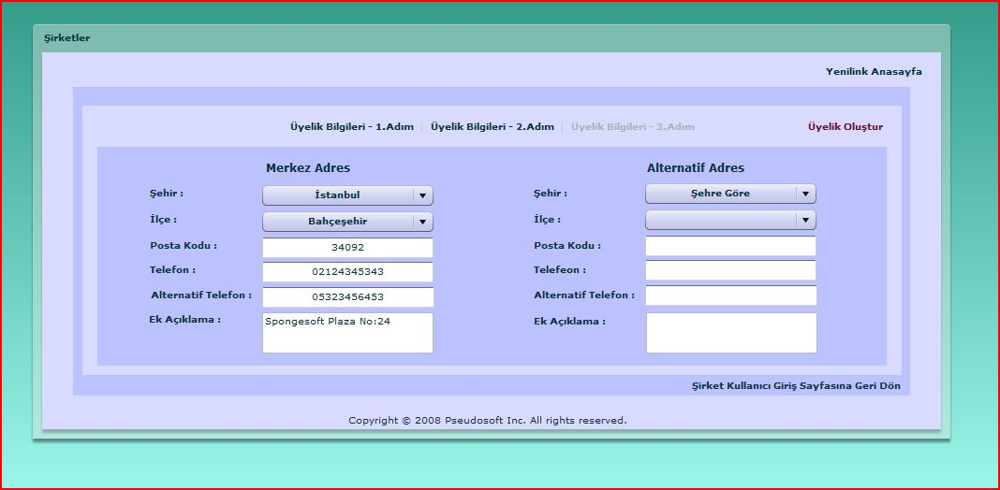 Şirketler
Yenilink Anasayfa
Üyelik Bilgileri - 1.Adım Üyelik Bilgileri - 2.Adım Üyelik Bilgileri - 3.Adım Üyelik Oluştur
Merkez Adres
Şehir : İstanbul
İlçe : Bahçeşehir
Posta Kodu : 34092
Telefon : 02124345343
Alternatif Telefon : 05323456453
Ek Açıklama : Spongesoft Plaza No:24
Alternatif Adres
Şehir : Şehre Göre
İlçe :
Posta Kodu :
Telefeon :
Alternatif Telefon :
Ek Açıklama :
Şirket Kullanıcı Giriş Sayfasına Geri Dön
Copyright © 2008 Pseudosoft Inc. All rights reserved.